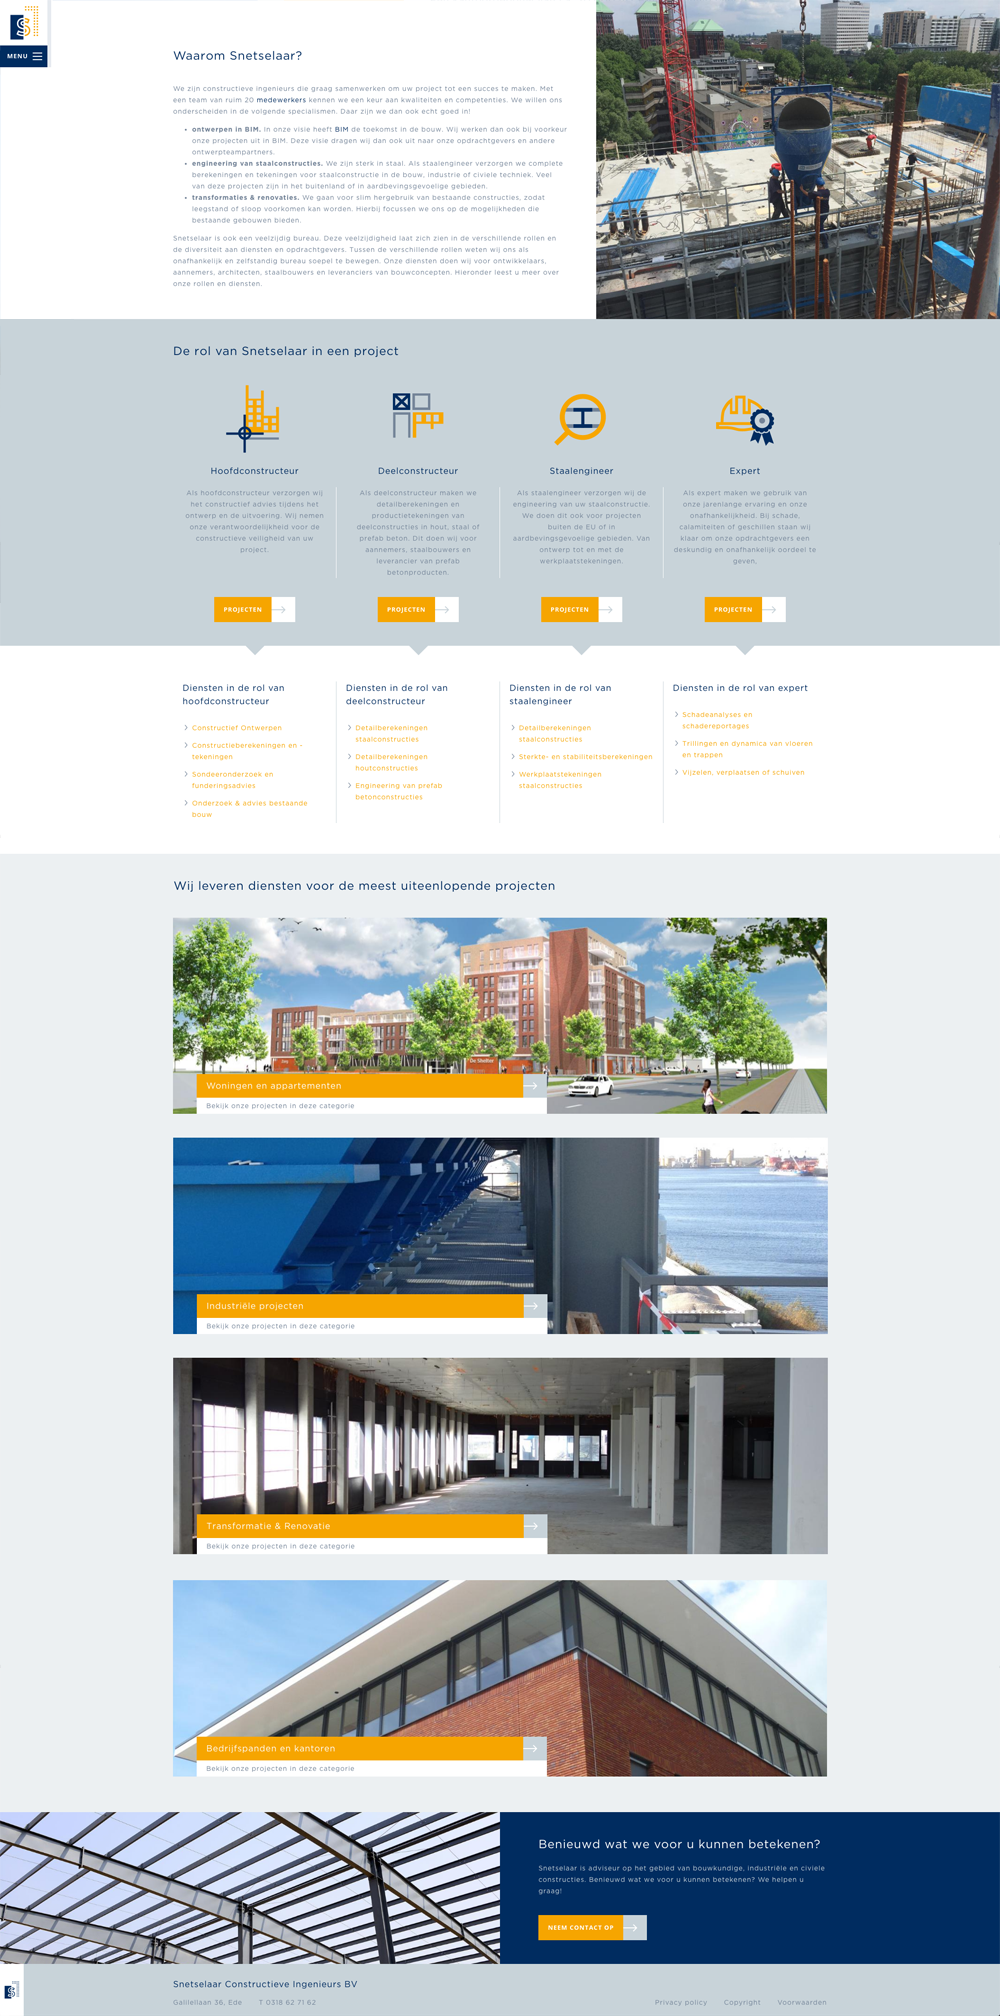 MENU
Waarom Snetselaar?
We zijn constructieve ingenieurs die graag samenwerken om uw project tot een succes te maken. Met
een team van ruim 20 medewerkers kennen we een keur aan kwaliteiten en competenties. We willen ons
onderscheiden in de volgende specialismen. Daar zijn we dan ook echt goed in!
• ontwerpen in BIM. In onze visie heeft BIM de toekomst in de bouw. Wij werken dan ook bij voorkeur
onze projecten uit in BIM. Deze visie dragen wij dan ook uit naar onze opdrachtgevers en andere
ontwerpteampartners.
• engineering van staalconstructies. We zijn sterk in staal. Als staalengineer verzorgen we complete
berekeningen en tekeningen voor staalconstructie in de bouw, industrie of civiele techniek. Veel
van deze projecten zijn in het buitenland of in aardbevingsgevoelige gebieden.
• transformaties & renovaties. We gaan voor slim hergebruik van bestaande constructies, zodat
leegstand of sloop voorkomen kan worden. Hierbij focussen we ons op de mogelijkheden die
bestaande gebouwen bieden.
Snetselaar is ook een veelzijdig bureau. Deze veelzijdigheid laat zich zien in de verschillende rollen en
de diversiteit aan diensten en opdrachtgevers. Tussen de verschillende rollen weten wij ons als
onafhankelijk en zelfstandig bureau soepel te bewegen. Onze diensten doen wij voor ontwikkelaars,
aannemers, architecten, staalbouwers en leveranciers van bouwconcepten. Hieronder leest u meer over
onze rollen en diensten.
De rol van Snetselaar in een project
Hoofdconstructeur
Als hoofdconstructeur verzorgen wij
het constructief advies tijdens het
ontwerp en de uitvoering. Wij nemen
onze verantwoordelijkheid voor de
constructieve veiligheid van uw
project.
PROJECTEN
Deelconstructeur
Als deelconstructeur maken we
detailberekeningen en
productietekeningen van
deelconstructies in hout, staal of
prefab beton. Dit doen wij voor
aannemers, staalbouwers en
leverancier van prefab
betonproducten.
PROJECTEN
Staalengineer
Als staalengineer verzorgen wij de
engineering van uw staalconstructie.
We doen dit ook voor projecten
buiten de EU of in
aardbevingsgevoelige gebieden. Van
ontwerp tot en met de
werkplaatstekeningen.
PROJECTEN
Expert
Als expert maken we gebruik van
onze jarenlange ervaring en onze
onafhankelijkheid. Bij schade,
calamiteiten of geschillen staan wij
klaar om onze opdrachtgevers een
deskundig en onafhankelijk oordeel te
geven.
PROJECTEN
Diensten in de rol van
hoofdconstructeur
Constructief Ontwerpen
Constructieberekeningen en -
tekeningen
Sondeeronderzoek en
funderingsadvies
Onderzoek & advies bestaande
bouw
Diensten in de rol van
deelconstructeur
Detailberekeningen
staalconstructies
Detailberekeningen
houtconstructies
Engineering van prefab
betonconstructies
Diensten in de rol van
staalengineer
Detailberekeningen
staalconstructies
Sterkte- en stabiliteitsberekeningen
Werkplaatstekeningen
staalconstructies
Diensten in de rol van expert
Schadeanalyses en
schadereportages
Trillingen en dynamica van vloeren
en trappen
Vijzelen, verplaatsen of schuiven
Wij leveren diensten voor de meest uiteenlopende projecten
De Shelter
Woningen en appartementen
Bekijk onze projecten in deze categorie
Industriële projecten
Bekijk onze projecten in deze categorie
Transformatie & Renovatie
Bekijk onze projecten in deze categorie
Bedrijfspanden en kantoren
Bekijk onze projecten in deze categorie
Benieuwd wat we voor u kunnen betekenen?
Snetselaar is adviseur op het gebied van bouwkundige, industriële en civiele
constructies. Benieuwd wat we voor u kunnen betekenen? We helpen u
graag!
NEEM CONTACT OP
Snetselaar Constructieve Ingenieurs BV
Galileïlaan 36, Ede T 0318 62 71 62
Privacy policy Copyright Voorwaarden